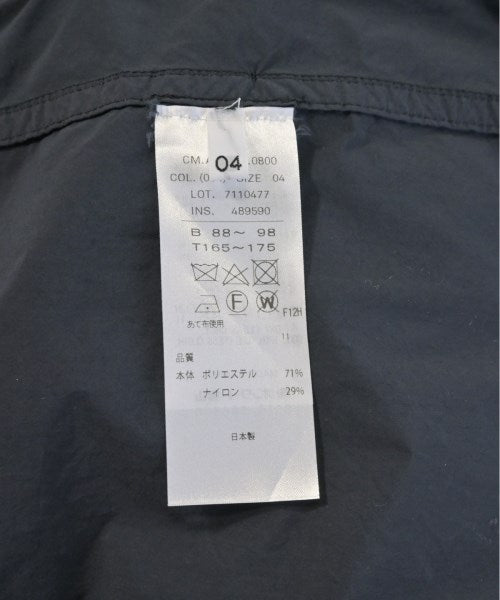 04
CM. 0800
COL. (0 SIZE 04
LOT. 7110477
INS. 489590
B 88～ 98
T165～175
F W F12H
あて布使用 11
品質
本体 ポリエステル 71%
ナイロン 29%
日本製